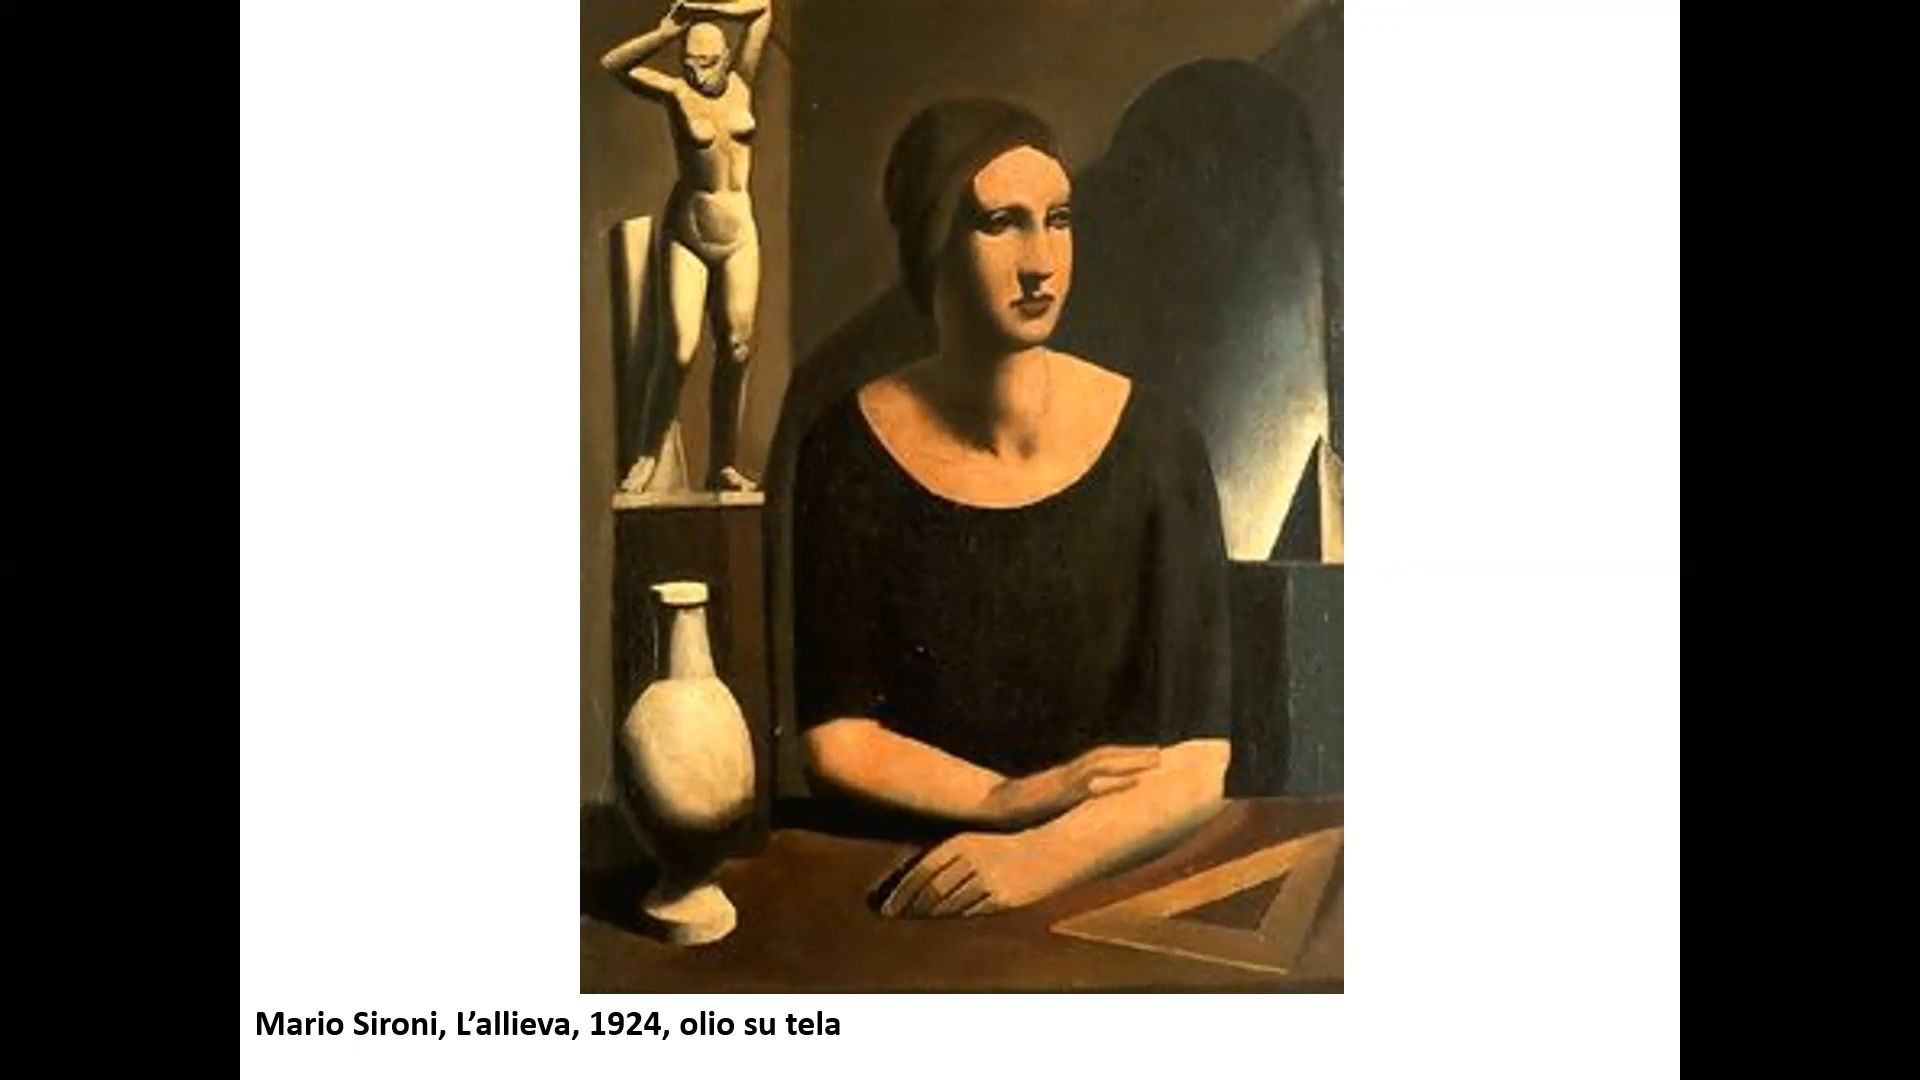 Mario Sironi, L’allieva, 1924, olio su tela